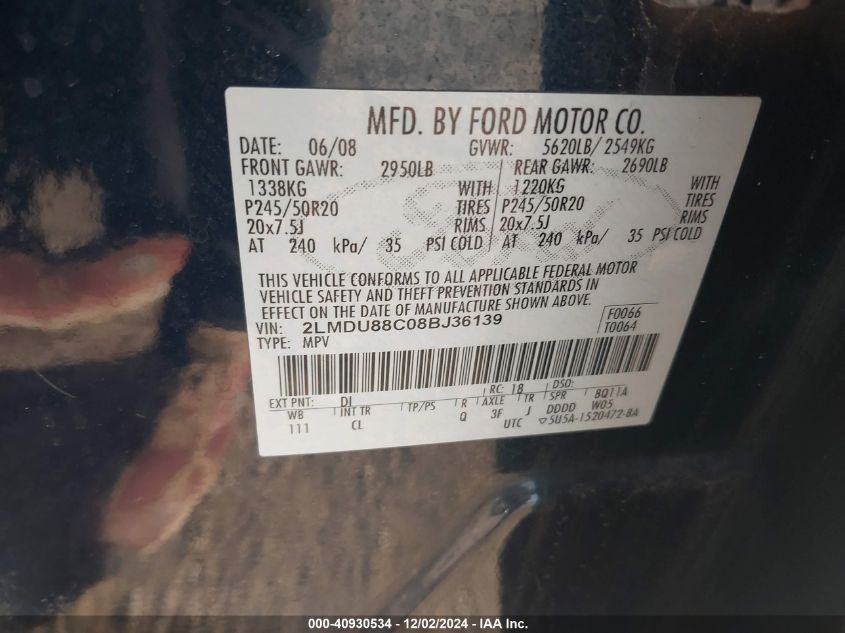 MFD. BY FORD MOTOR CO.
DATE: 06/08 GVWR: 5620LB/ 2549KG
FRONT GAWR: 2950LB REAR GAWR: 2690LB
1338KG WITH 1220KG WITH
P245/50R20 TIRES P245/50R20 TIRES
20x7.5J RIMS 20x7.5J RIMS
AT 240 kPa/ 35 PSI COLD AT 240 kPa/ 35 PSI COLD
Ford
THIS VEHICLE CONFORMS TO ALL APPLICABLE FEDERAL MOTOR
VEHICLE SAFETY AND THEFT PREVENTION STANDARDS IN
EFFECT ON THE DATE OF MANUFACTURE SHOWN ABOVE.
VIN: 2LMDU88C08BJ36139 F0066
TYPE: MPV T0064
EXT PNT: DI RC: 18 DSO:
WB INT TR TP/PS R AXLE TR SPR 8Q11A
111 CL Q 3F J DDDD W05
UTC ▽5U5A-1520472-BA
000-40930534 - 12/02/2024 - IAA Inc.